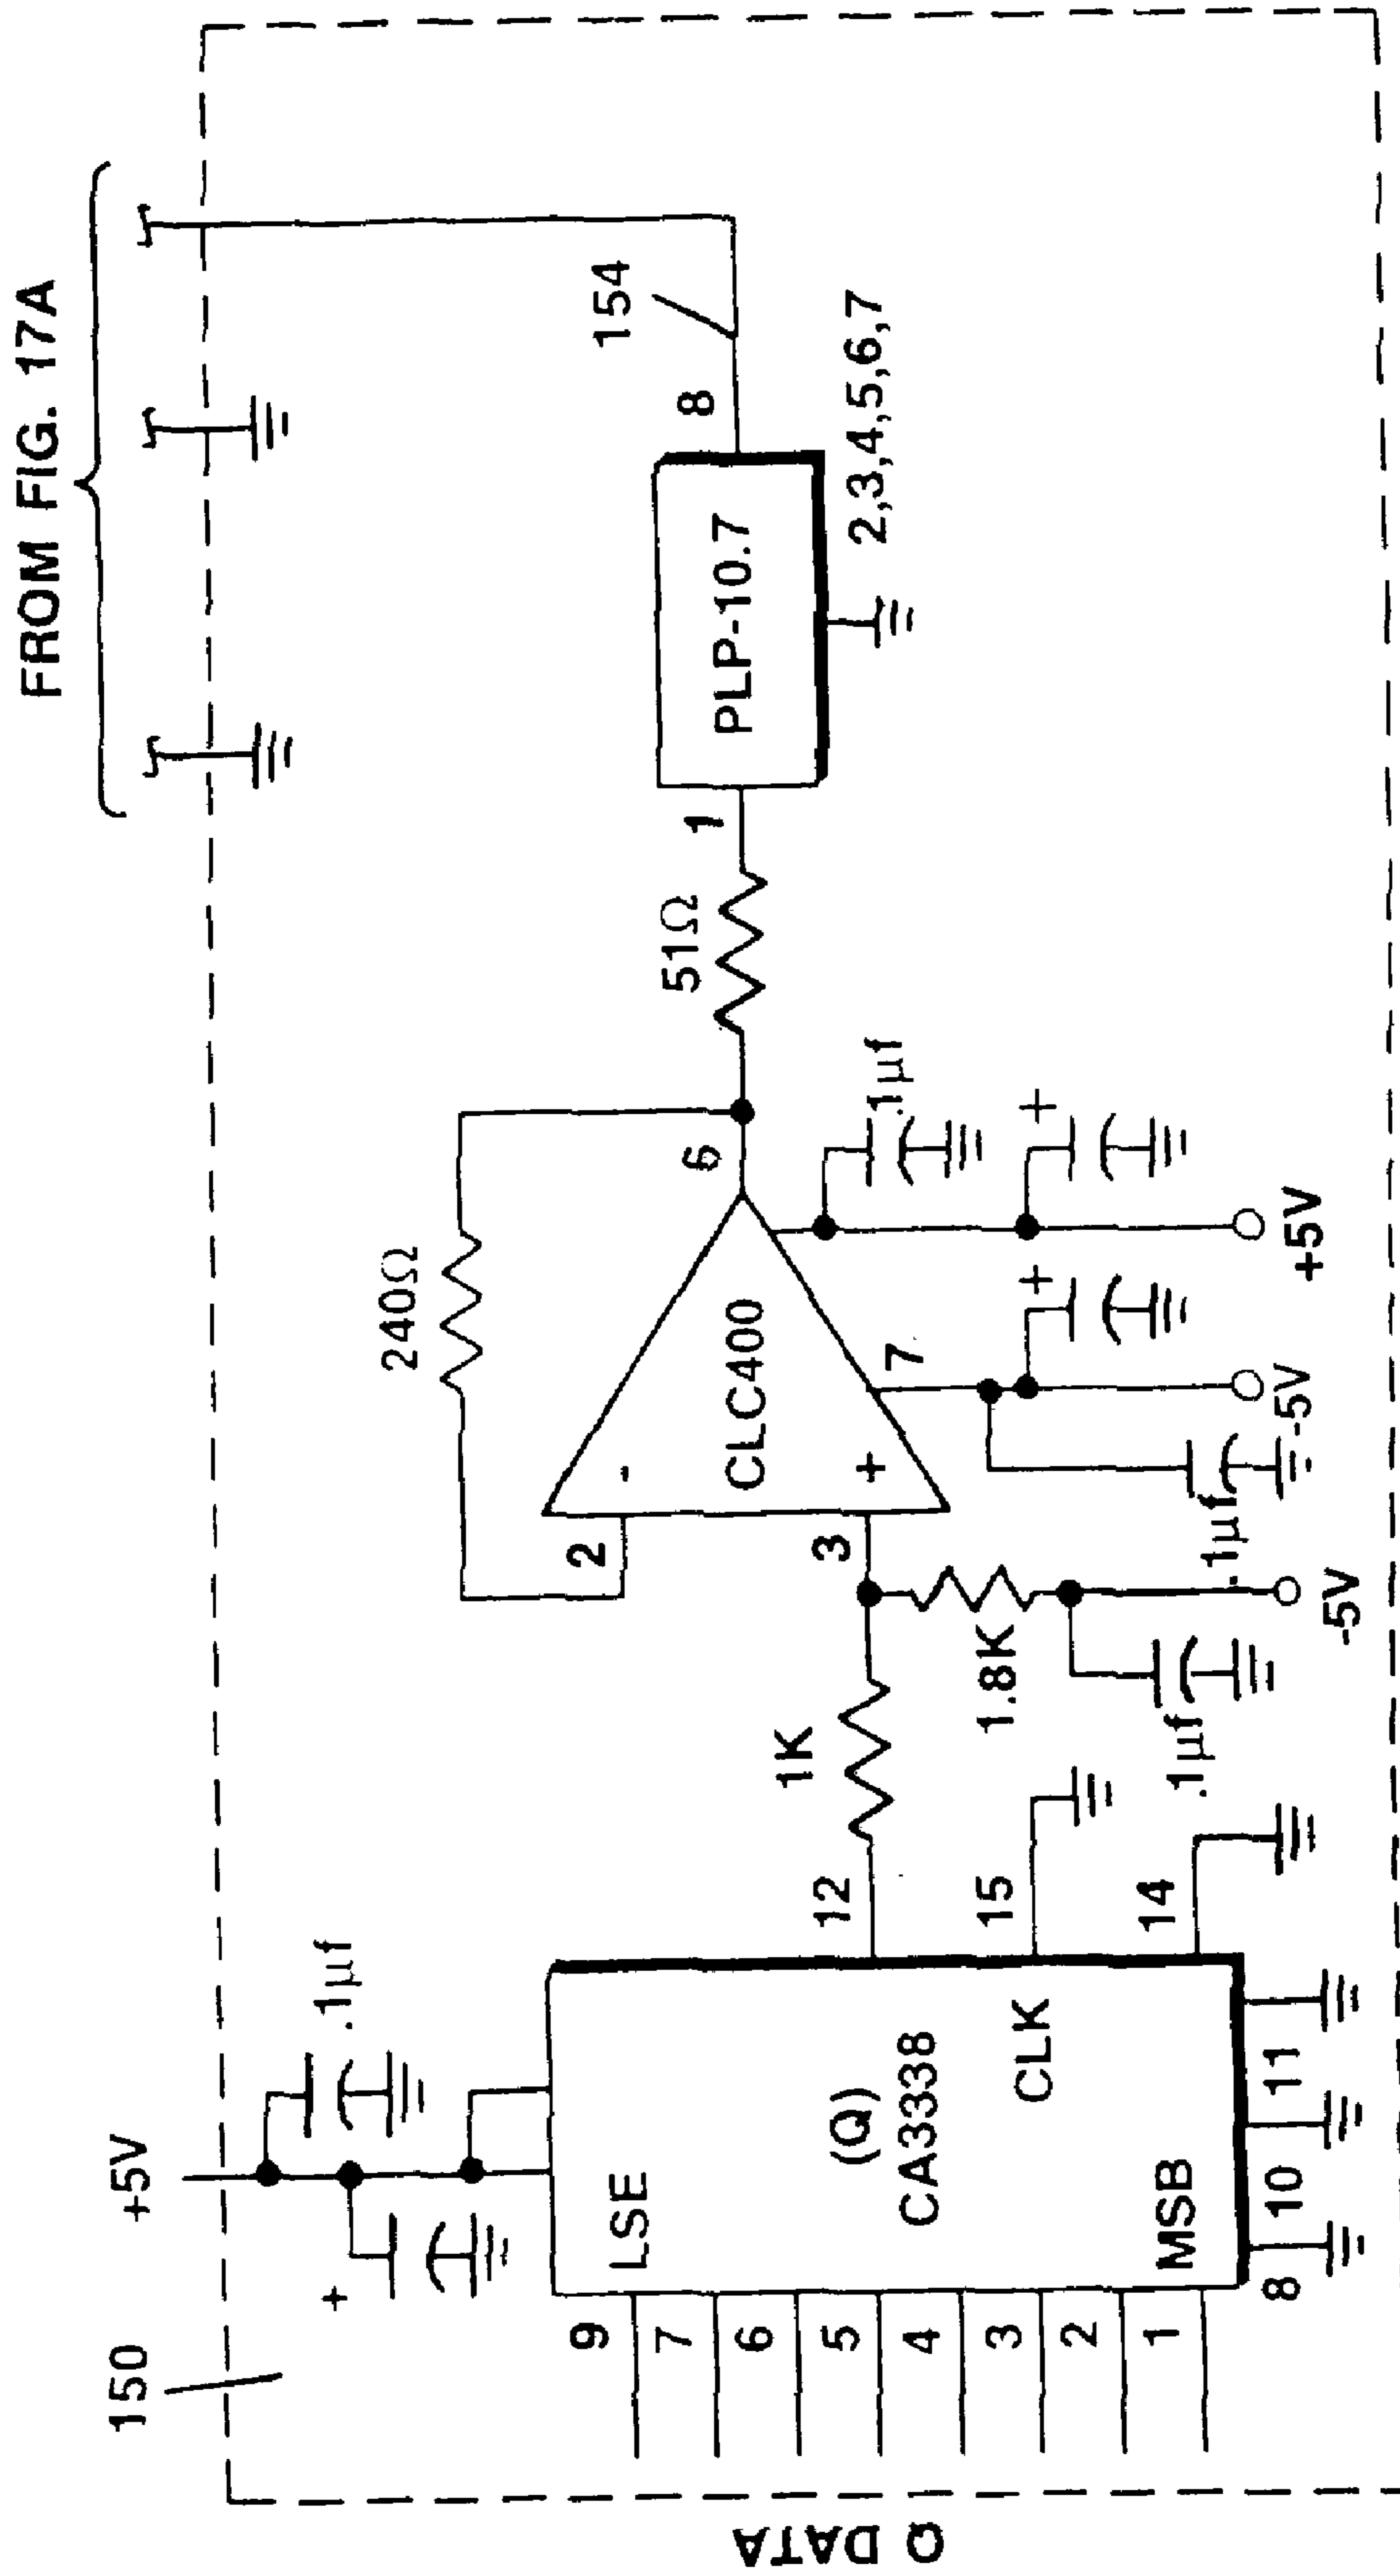 FROM FIG. 17A
150
+5V
.1µf
+
240Ω
154
9
7
6
5
4
3
2
1
LSE
(Q)
CA3338
CLK
MSB
12
15
14
8
10
11
1K
1.8K
.1µf
-5V
2
3
-
+
CLC400
6
7
.1µf
-5V
+
.1µf
+
+5V
51Ω
1
PLP-10.7
8
2,3,4,5,6,7
Q DATA